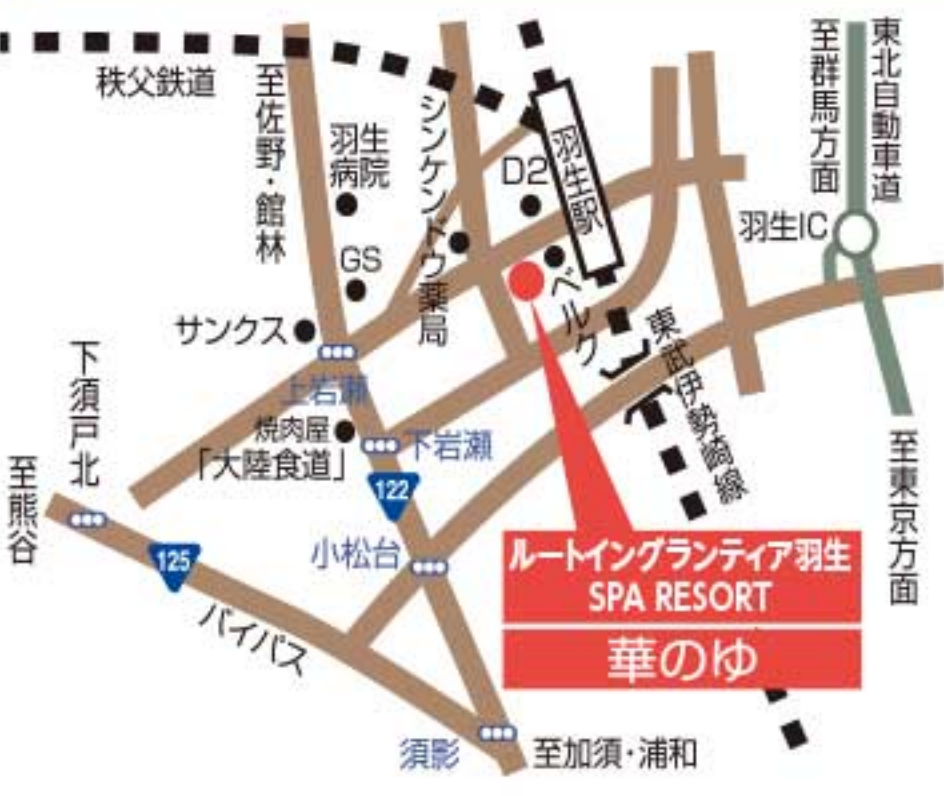 秩父鉄道
至佐野・館林
羽生
病院
GS
サンクス
シンケンドウ薬局
D2
羽生駅
ベルク
東武伊勢崎線
至群馬方面
東北自動車道
羽生IC
至東京方面
上岩瀬
焼肉屋
「大陸食道」
下岩瀬
122
下須戸北
至熊谷
125
バイパス
小松台
ルートイングランティア羽生
SPA RESORT
華のゆ
須影
至加須・浦和